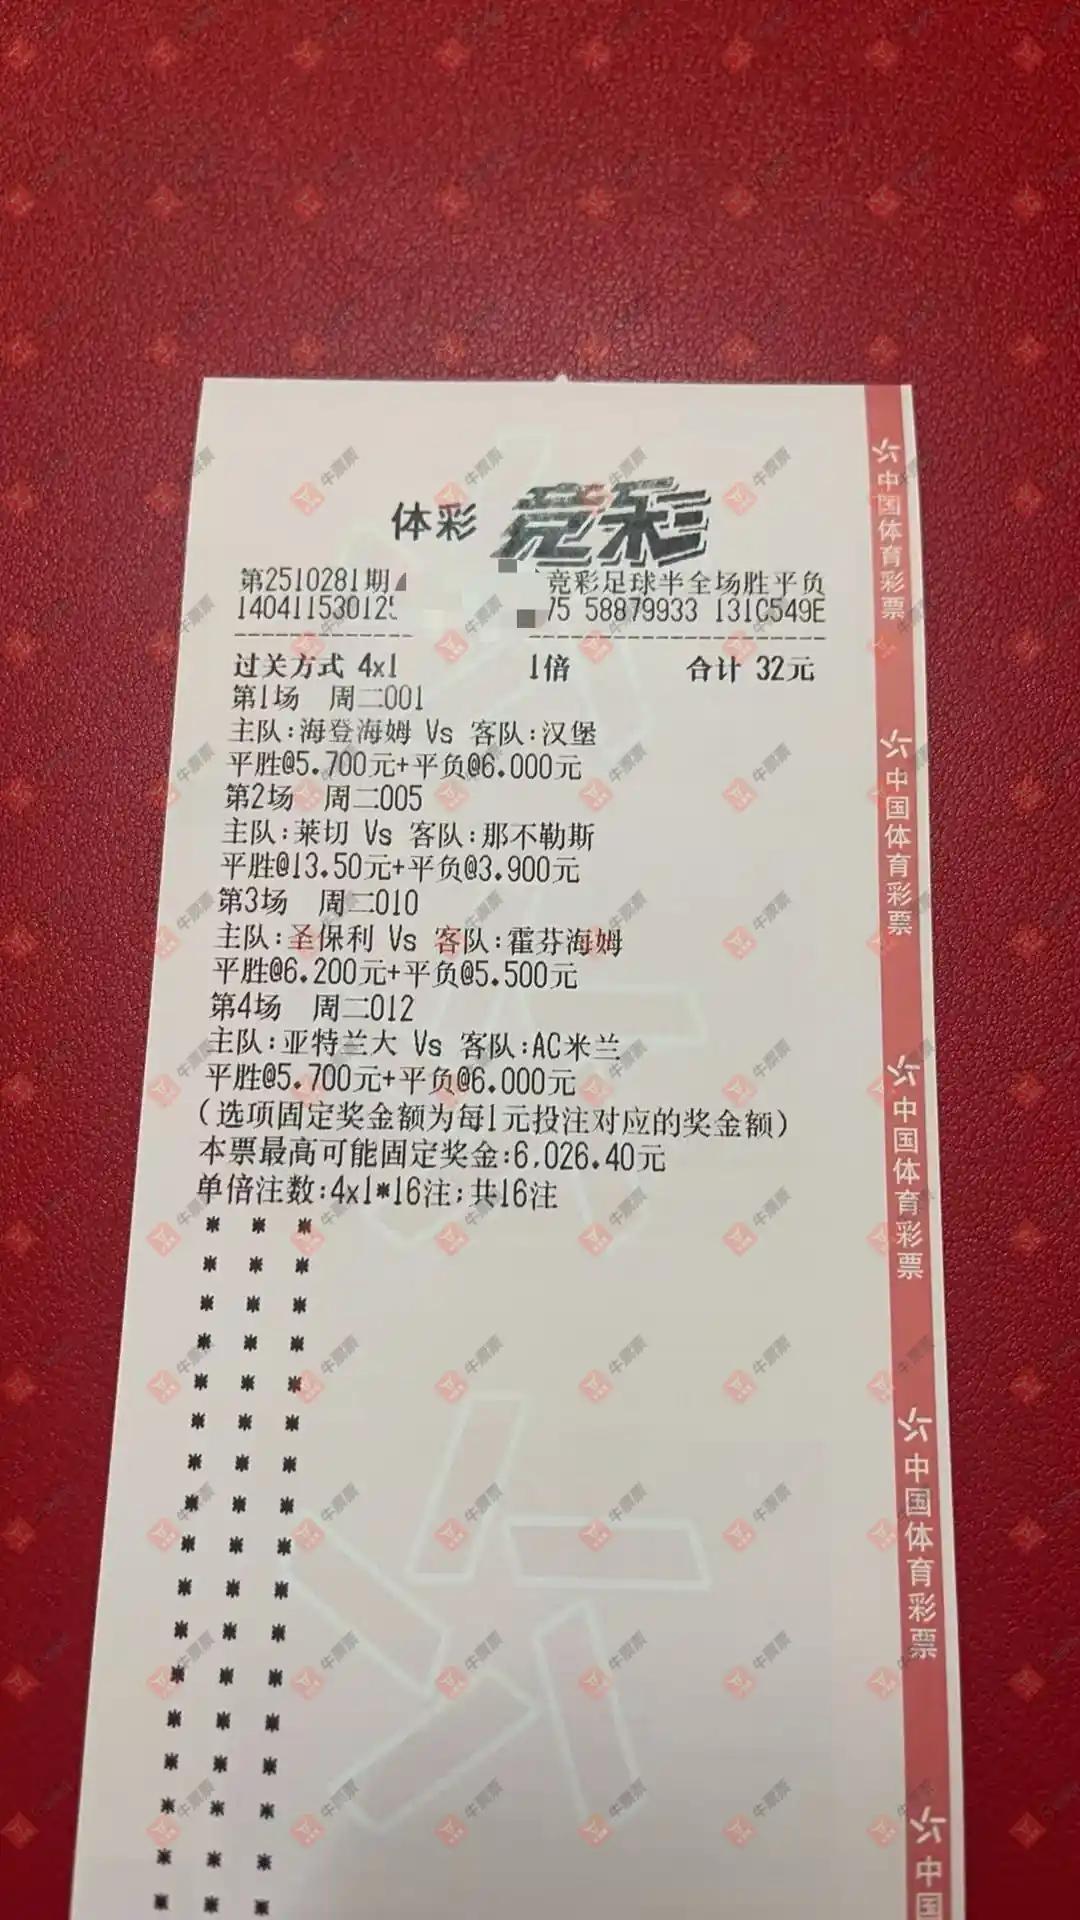 体彩 竞彩
第2510281期 竞彩足球半全场胜平负
14041153012 75 58879933 131C549E
过关方式 4x1 1倍 合计 32元
第1场 周二001
主队:海登海姆 Vs 客队:汉堡
平胜@5.700元+平负@6.000元
第2场 周二005
主队:莱切 Vs 客队:那不勒斯
平胜@13.50元+平负@3.900元
第3场 周二010
主队:圣保利 Vs 客队:霍芬海姆
平胜@6.200元+平负@5.500元
第4场 周二012
主队:亚特兰大 Vs 客队:AC米兰
平胜@5.700元+平负@6.000元
(选项固定奖金额为每1元投注对应的奖金额)
本票最高可能固定奖金:6,026.40元
单倍注数:4x1*16注;共16注
中国体育彩票
中国体育彩票
中国体育彩票
中国体育彩票
中国
牛票票